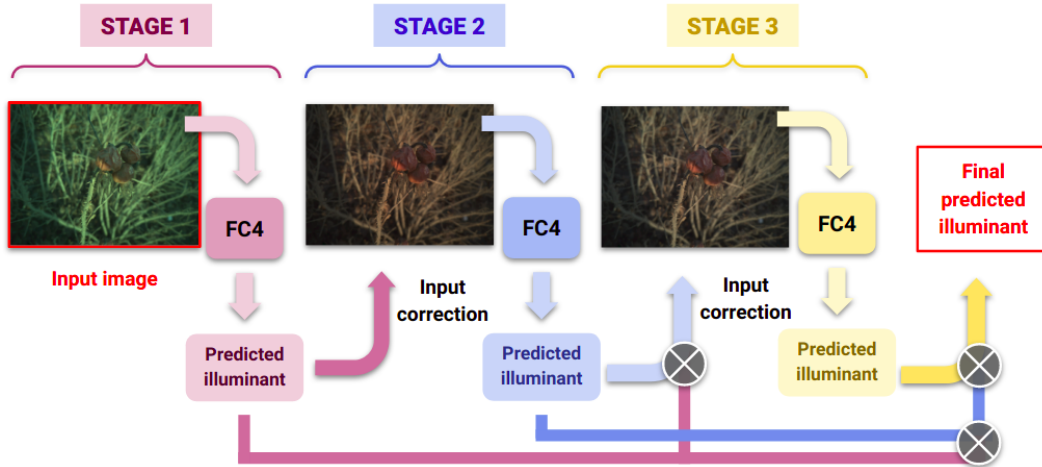 STAGE 1
STAGE 2
STAGE 3
FC4
FC4
FC4
Final
predicted
illuminant
Input image
Input
correction
Input
correction
Predicted
illuminant
Predicted
illuminant
Predicted
illuminant